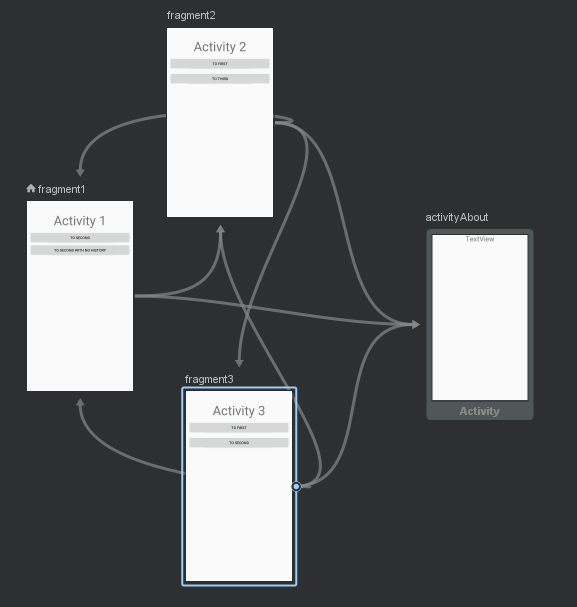 fragment2
Activity 2
TO FIRST
TO THIRD
fragment1
Activity 1
TO SECOND
TO SECOND WITH NO HISTORY
activityAbout
TextView
Activity
fragment3
Activity 3
TO FIRST
TO SECOND